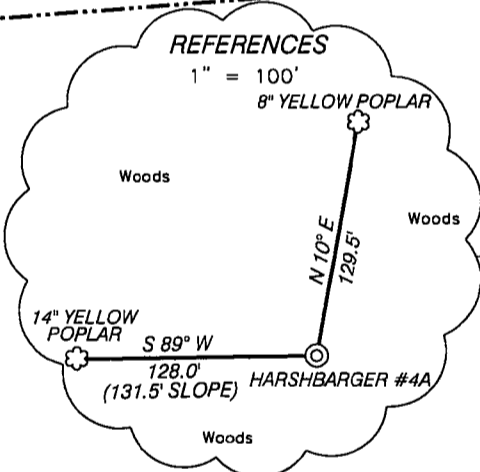 REFERENCES
1" = 100'
8" YELLOW POPLAR
Woods
Woods
N 10° E
129.5'
14" YELLOW
POPLAR
S 89° W
128.0'
(131.5' SLOPE)
HARSHBARGER #4A
Woods